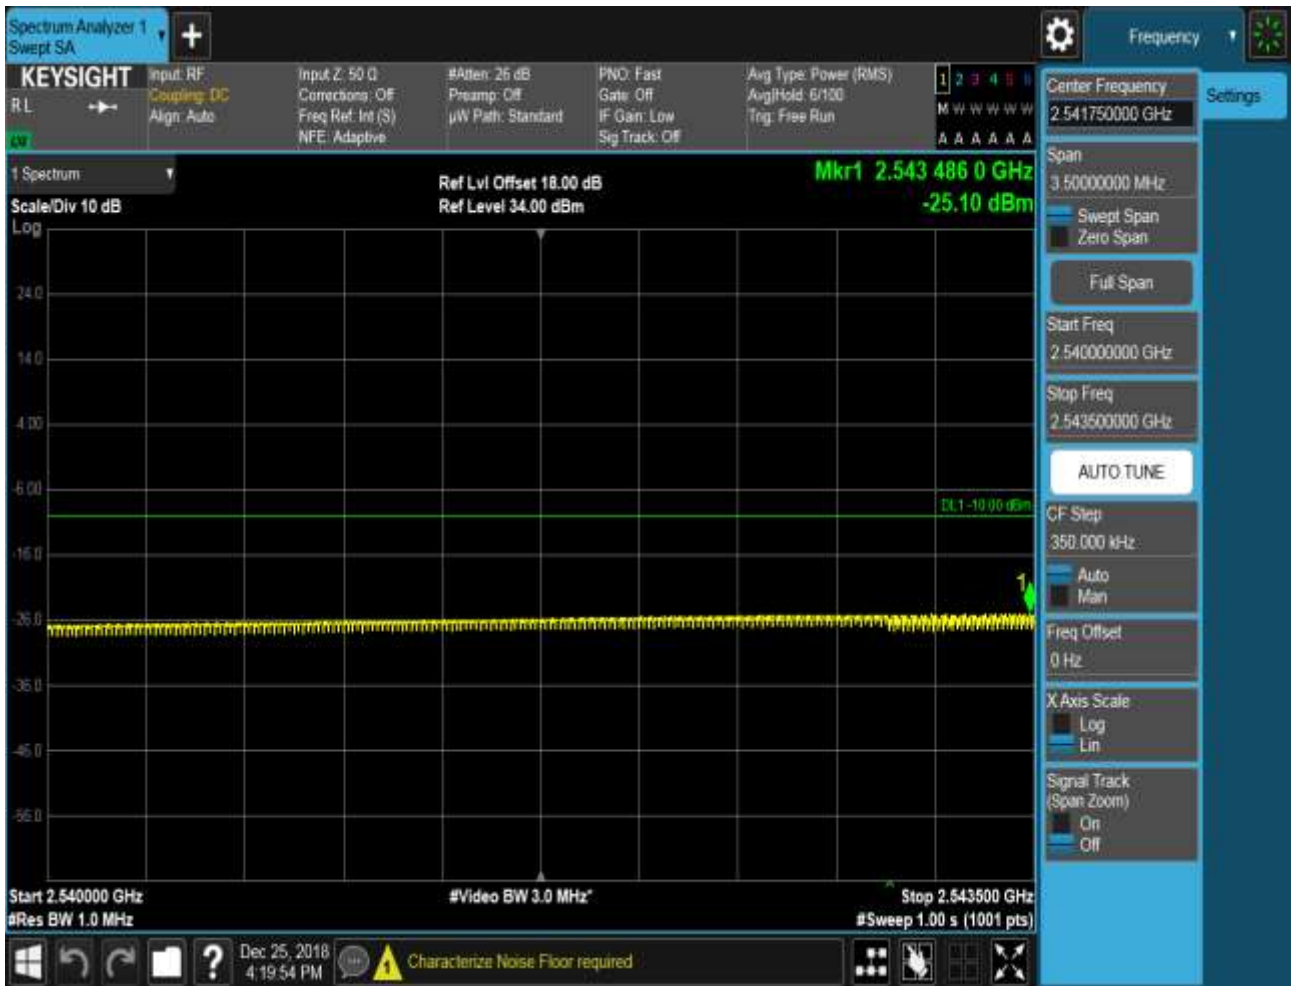 Spectrum Analyzer 1
Swept SA
Frequency
KEYSIGHT
R L
Input: RF
Coupling: DC
Align: Auto
Input Z: 50 Ω
Corrections: Off
Freq Ref: Int (S)
NFE: Adaptive
#Atten: 26 dB
Preamp: Off
µW Path: Standard
PNO: Fast
Gate: Off
IF Gain: Low
Sig Track: Off
Avg Type: Power (RMS)
Avg|Hold: 6/100
Trig: Free Run
1 2 3 4 5 6
M W W W W W
A A A A A A
1 Spectrum
Scale/Div 10 dB
Log
Ref Lvl Offset 18.00 dB
Ref Level 34.00 dBm
Mkr1 2.543 486 0 GHz
-25.10 dBm
24.0
14.0
4.00
-6.00
-16.0
-26.0
-36.0
-46.0
-56.0
DL1 -10.00 dBm
1
Start 2.540000 GHz
#Res BW 1.0 MHz
#Video BW 3.0 MHz*
Stop 2.543500 GHz
#Sweep 1.00 s (1001 pts)
Center Frequency
2.541750000 GHz
Settings
Span
3.50000000 MHz
Swept Span
Zero Span
Full Span
Start Freq
2.540000000 GHz
Stop Freq
2.543500000 GHz
AUTO TUNE
CF Step
350.000 kHz
Auto
Man
Freq Offset
0 Hz
X Axis Scale
Log
Lin
Signal Track
(Span Zoom)
On
Off
?
Dec 25, 2018
4:19:54 PM
1
Characterize Noise Floor required